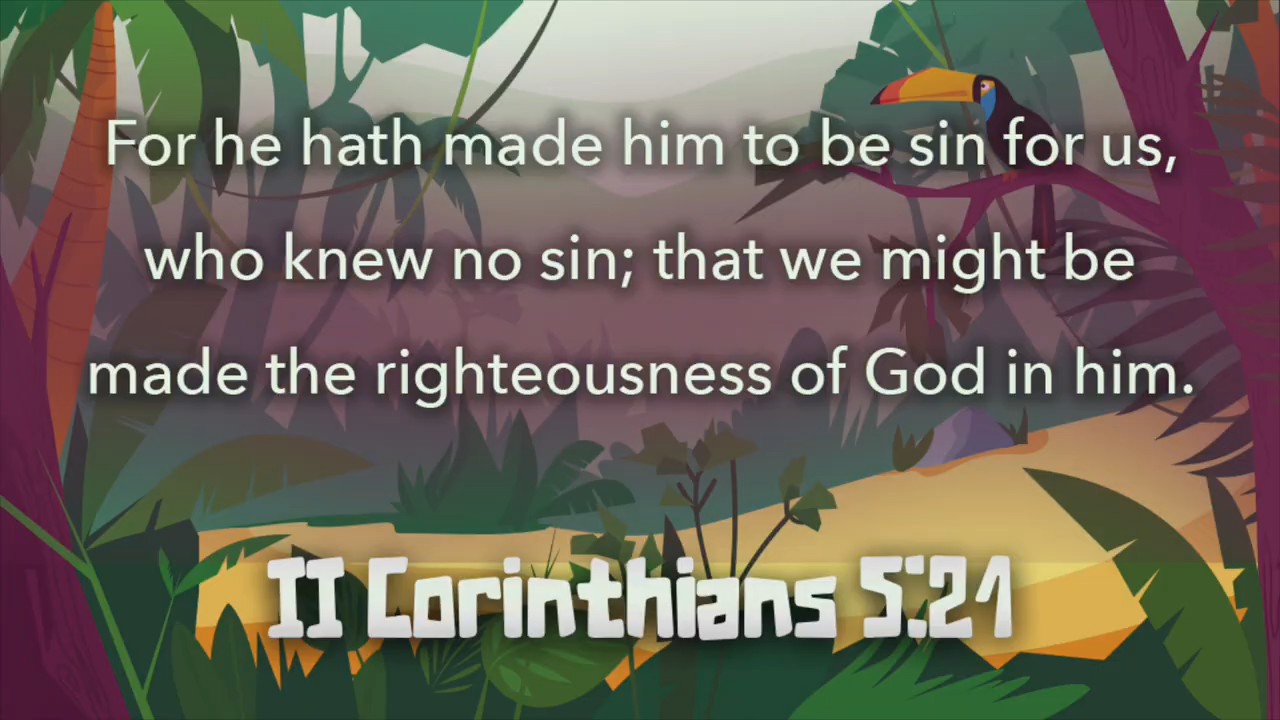 For he hath made him to be sin for us,
who knew no sin; that we might be
made the righteousness of God in him.
II Corinthians 5:21